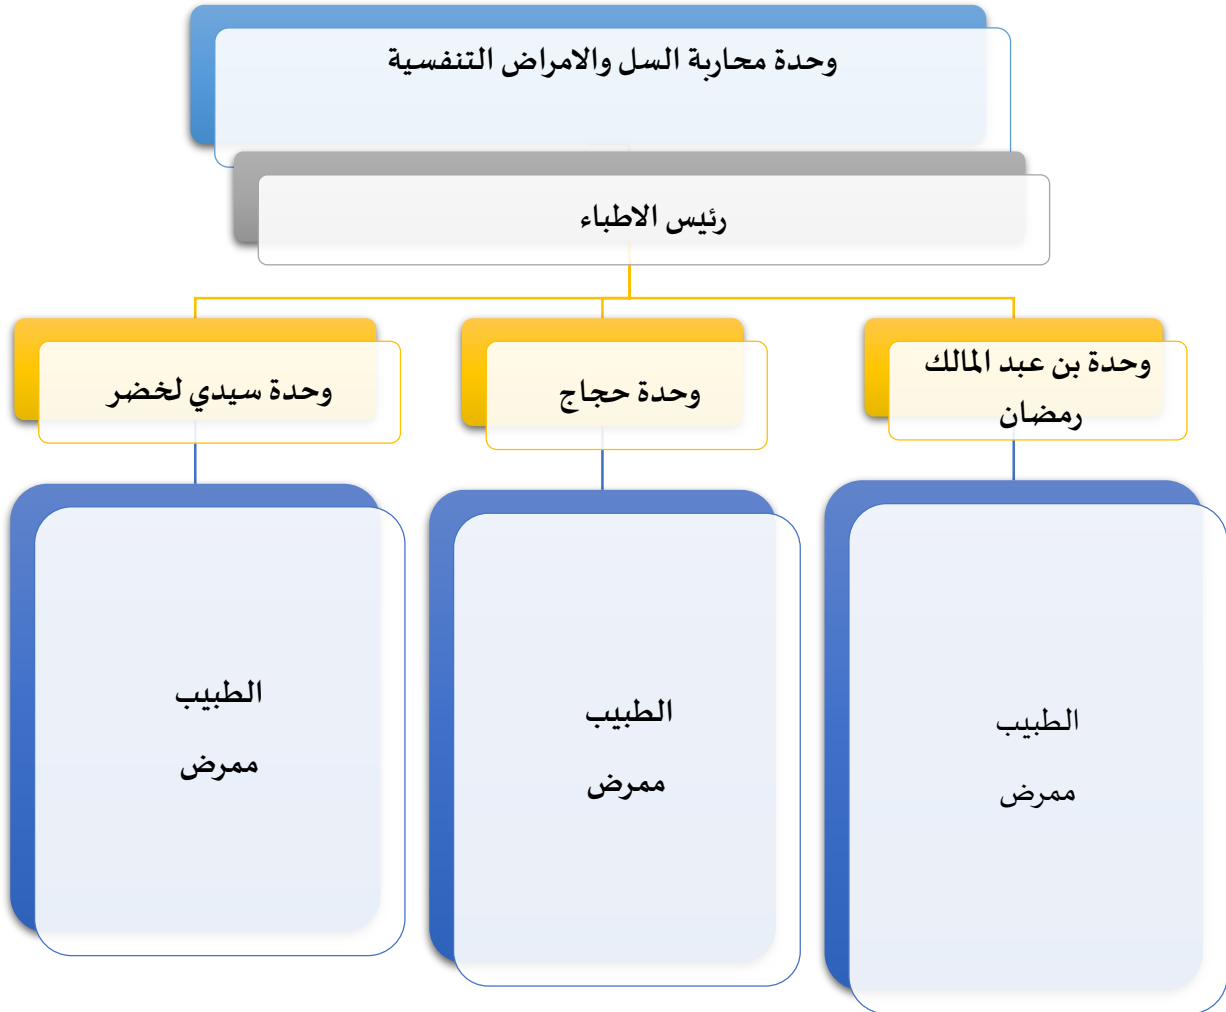 وحدة محاربة السل والامراض التنفسية
رئيس الاطباء
وحدة بن عبد المالك
رمضان
وحدة حجاج
وحدة سيدي لخضر
الطبيب
ممرض
الطبيب
ممرض
الطبيب
ممرض